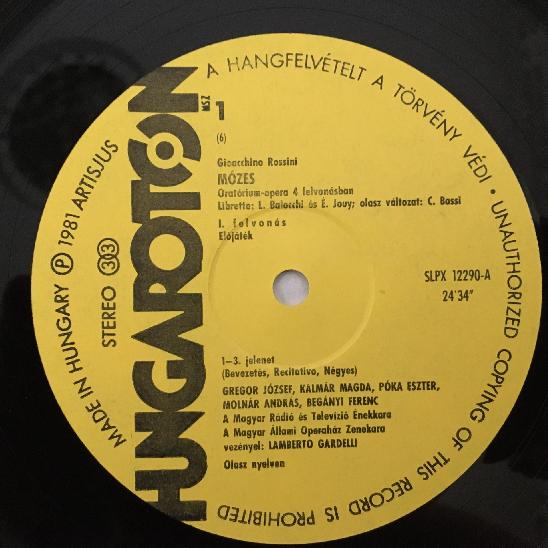 A HANGFELVÉTELT A TÖRVÉNY VÉDI • UNAUTHORIZED COPYING OF THIS RECORD IS PROHIBITED
MADE IN HUNGARY Ⓟ 1981 ARTISJUS
STEREO 33
HUNGAROTON
MSZ
1
(6)
Gioacchino Rossini
MÓZES
Oratórium-opera 4 felvonásban
Libretto: L. Balocchi és É. Jouy; olasz változat: C. Bassi
I. felvonás
Előjáték
SLPX 12290-A
24'34"
1–3. jelenet
(Bevezetés, Recitativo, Négyes)
GREGOR JÓZSEF, KALMÁR MAGDA, PÓKA ESZTER,
MOLNÁR ANDRÁS, BEGÁNYI FERENC
A Magyar Rádió és Televízió Énekkara
A Magyar Állami Operaház Zenekara
vezényel: LAMBERTO GARDELLI
Olasz nyelven